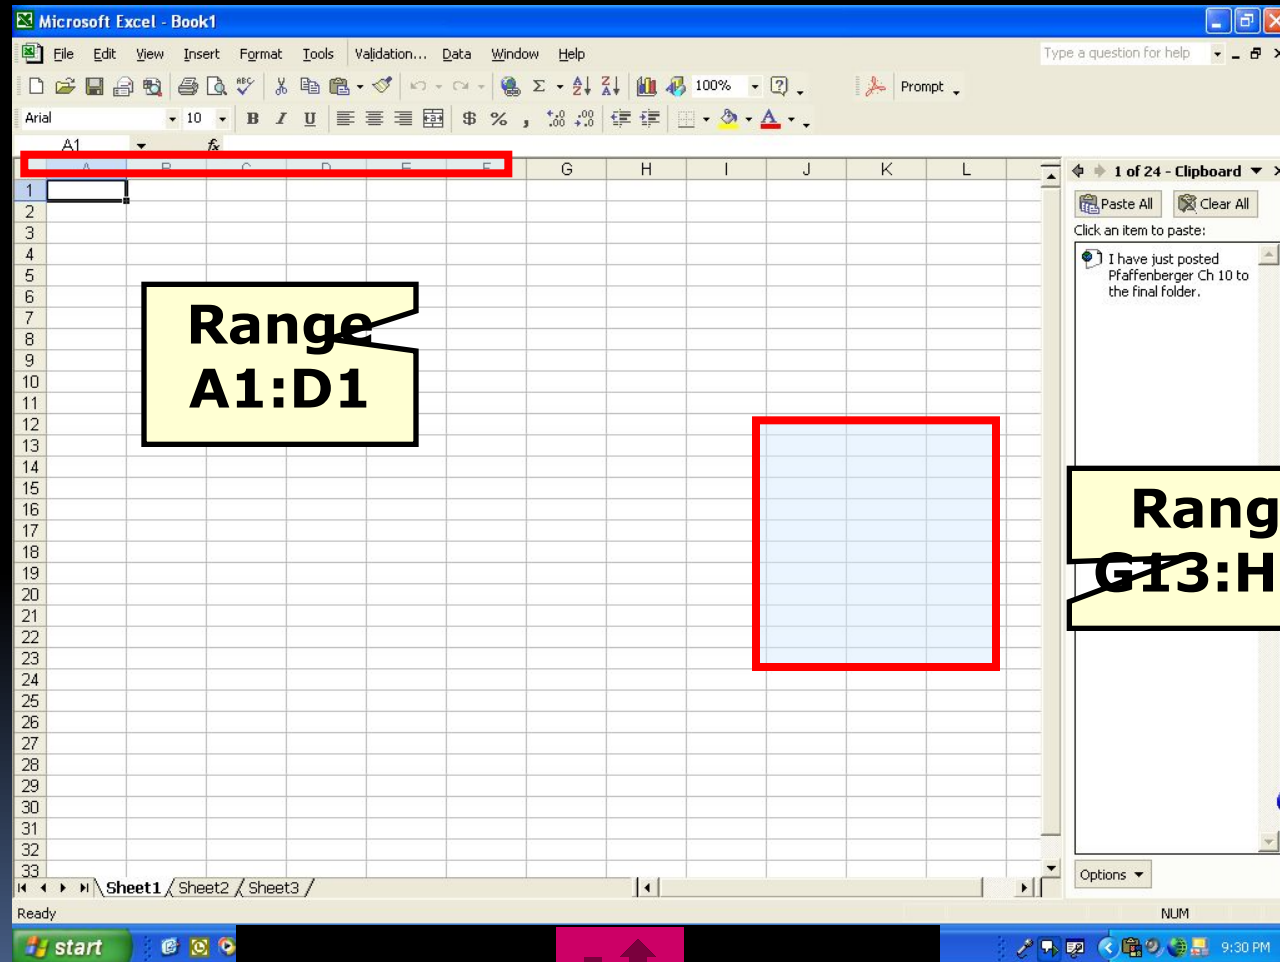 Microsoft Excel - Book1
File Edit View Insert Format Tools Validation... Data Window Help
Type a question for help
100%
Prompt
Arial 10 B I U $ % ,
A1 fx
A B C D E F G H I J K L
1 of 24 - Clipboard
Paste All Clear All
Click an item to paste:
I have just posted
Pfaffenberger Ch 10 to
the final folder.
1
2
3
4
5
6
7
8
9
10
11
12
13
14
15
16
17
18
19
20
21
22
23
24
25
26
27
28
29
30
31
32
33
Range
A1:D1
Rang
G13:H
Sheet1 Sheet2 Sheet3
Options
Ready
NUM
start
9:30 PM